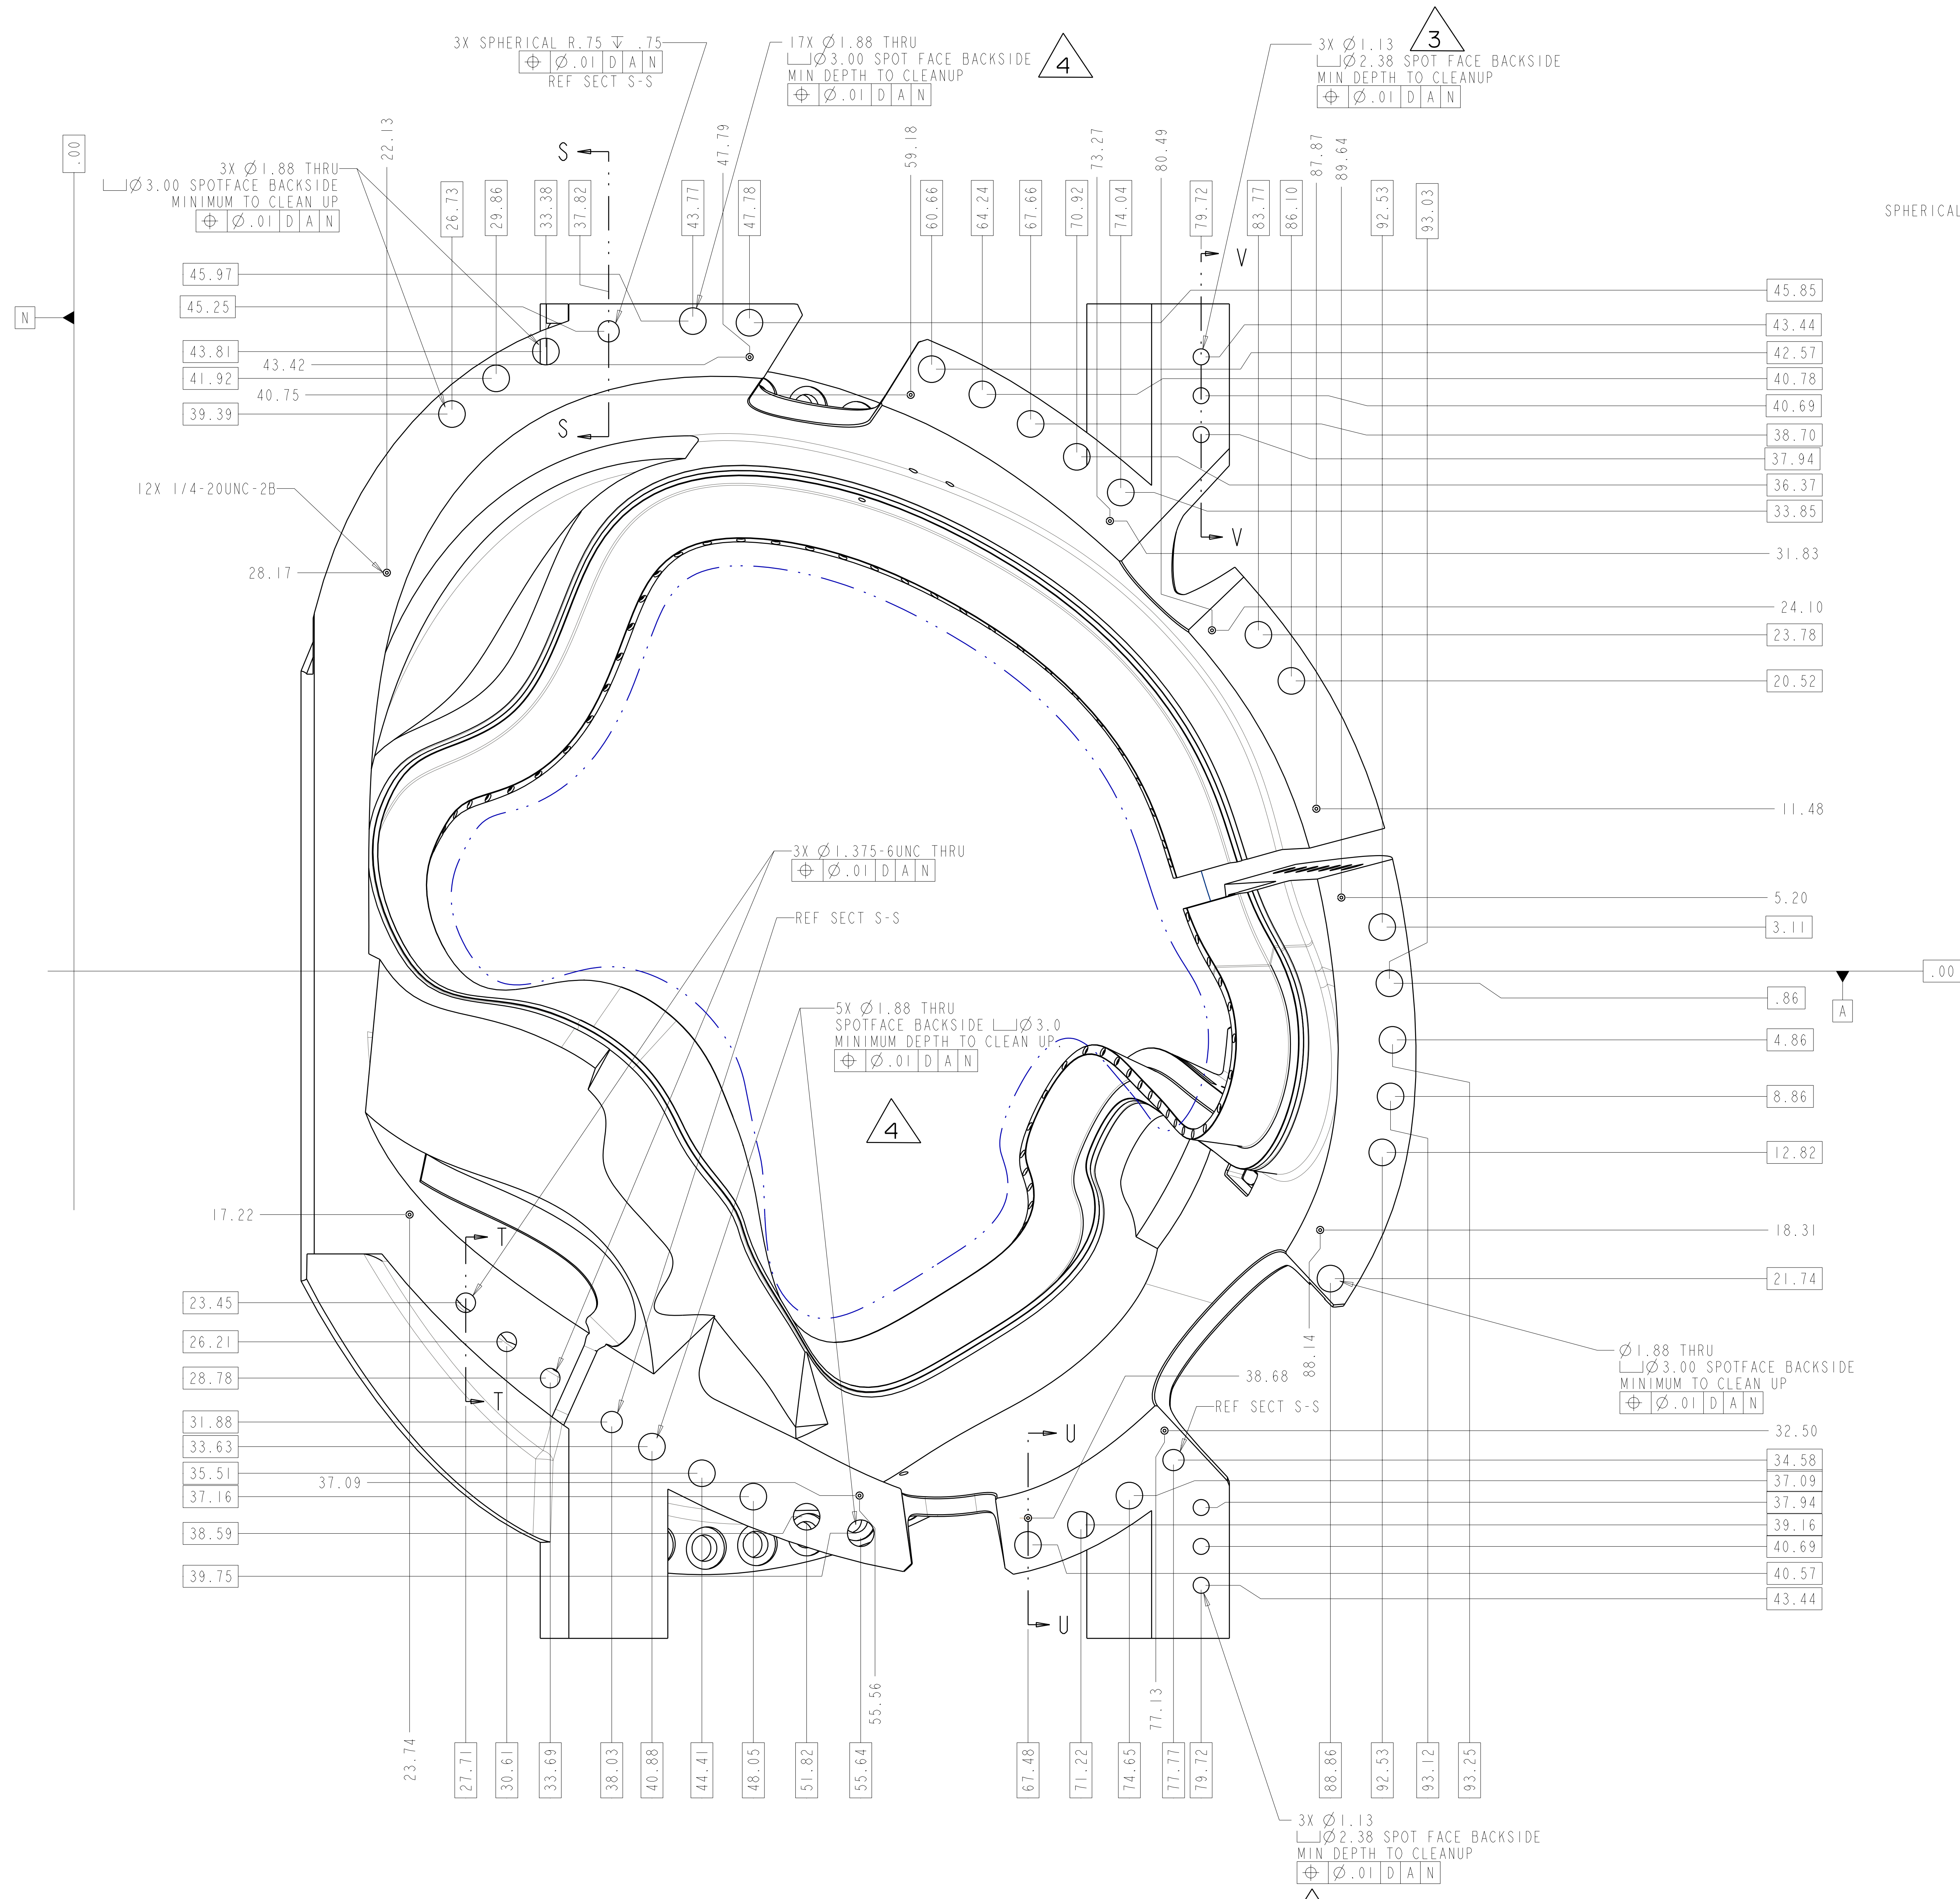 3X SPHERICAL R.75 ↧ .75
⌖ Ø.01 D A N
REF SECT S-S
17X Ø1.88 THRU
⌴Ø3.00 SPOT FACE BACKSIDE
MIN DEPTH TO CLEANUP
⌖ Ø.01 D A N
4
3X Ø1.13
⌴Ø2.38 SPOT FACE BACKSIDE
MIN DEPTH TO CLEANUP
⌖ Ø.01 D A N
3
SPHERICAL
3X Ø1.88 THRU
⌴Ø3.00 SPOTFACE BACKSIDE
MINIMUM TO CLEAN UP
⌖ Ø.01 D A N
.00
22.13
26.73
29.86
33.38
37.82
43.77
47.79
47.78
59.18
60.66
64.24
67.66
70.92
73.27
74.04
80.49
79.72
83.77
87.87
86.10
89.64
92.53
93.03
S
S
V
V
N
45.97
45.25
43.81
43.42
41.92
40.75
39.39
12X 1/4-20UNC-2B
28.17
45.85
43.44
42.57
40.78
40.69
38.70
37.94
36.37
33.85
31.83
24.10
23.78
20.52
11.48
5.20
3.11
.00
.86
A
4.86
8.86
12.82
18.31
21.74
3X Ø1.375-6UNC THRU
⌖ Ø.01 D A N
REF SECT S-S
5X Ø1.88 THRU
SPOTFACE BACKSIDE ⌴Ø3.0
MINIMUM DEPTH TO CLEAN UP
⌖ Ø.01 D A N
4
17.22
T
T
23.45
26.21
28.78
31.88
33.63
35.51
37.09
37.16
38.59
39.75
88.14
38.68
REF SECT S-S
Ø1.88 THRU
⌴Ø3.00 SPOTFACE BACKSIDE
MINIMUM TO CLEAN UP
⌖ Ø.01 D A N
U
U
32.50
34.58
37.09
37.94
39.16
40.69
40.57
43.44
23.74
27.71
30.61
33.69
38.03
40.88
44.41
48.05
51.82
55.64
55.56
67.48
71.22
74.65
77.13
77.77
79.72
88.86
92.53
93.12
93.25
3X Ø1.13
⌴Ø2.38 SPOT FACE BACKSIDE
MIN DEPTH TO CLEANUP
⌖ Ø.01 D A N